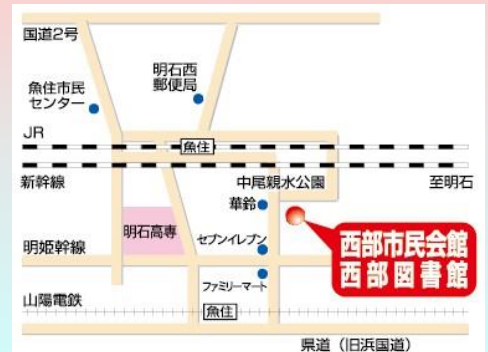 国道2号
明石西
郵便局
魚住市民
センター
JR
魚住
新幹線
中尾親水公園
至明石
華鈴
明石高専
セブンイレブン
西部市民会館
西部図書館
明姫幹線
ファミリーマート
山陽電鉄
魚住
県道（旧浜国道）